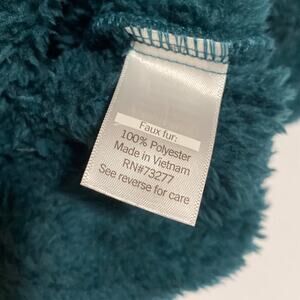 Faux fur:
100% Polyester
Made in Vietnam
RN#73277
See reverse for care